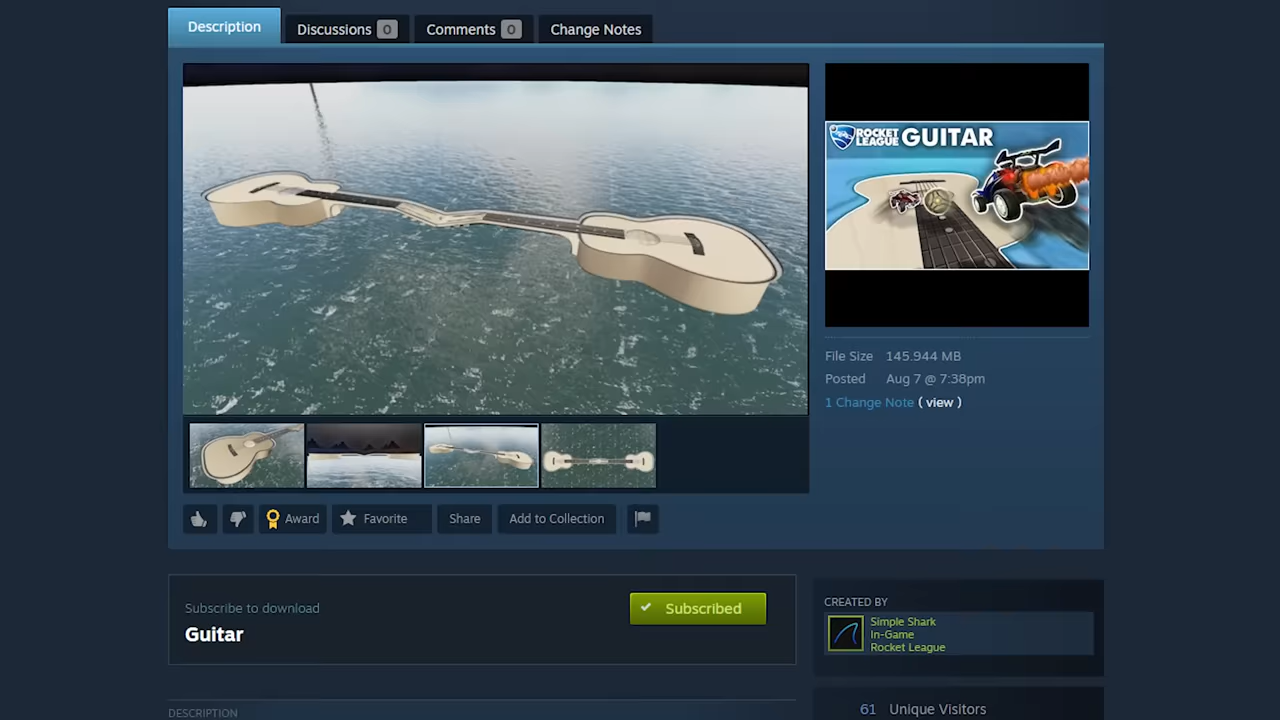 Description
Discussions 0
Comments 0
Change Notes
ROCKET LEAGUE GUITAR
File Size 145.944 MB
Posted Aug 7 @ 7:38pm
1 Change Note ( view )
Award
Favorite
Share
Add to Collection
Subscribe to download
Guitar
Subscribed
CREATED BY
Simple Shark
In-Game
Rocket League
DESCRIPTION
61 Unique Visitors